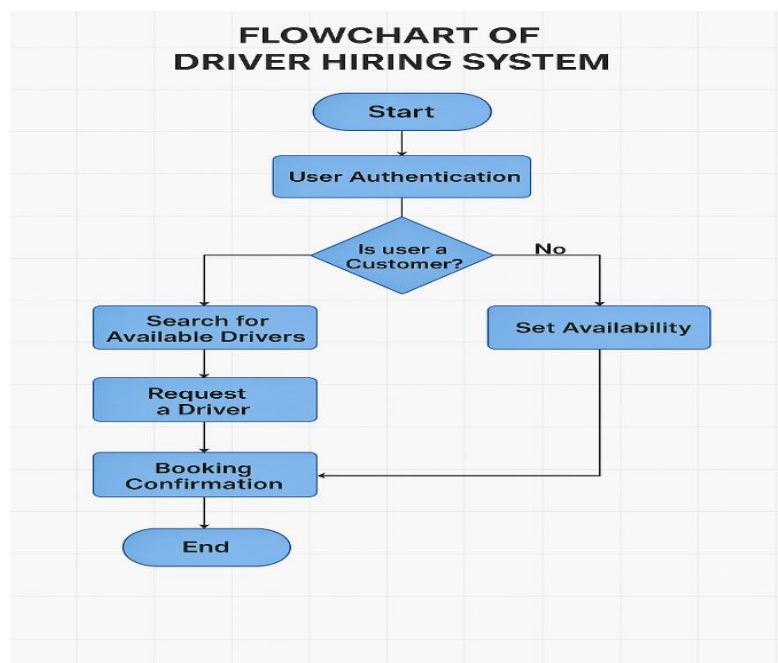 FLOWCHART OF
DRIVER HIRING SYSTEM
Start
User Authentication
Is user a
Customer?
No
Search for
Available Drivers
Set Availability
Request
a Driver
Booking
Confirmation
End